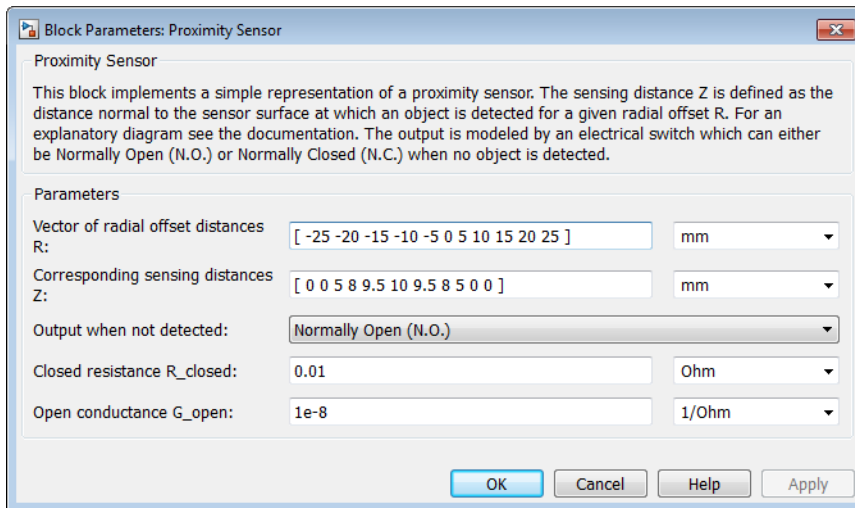 Block Parameters: Proximity Sensor
Proximity Sensor
This block implements a simple representation of a proximity sensor. The sensing distance Z is defined as the
distance normal to the sensor surface at which an object is detected for a given radial offset R. For an
explanatory diagram see the documentation. The output is modeled by an electrical switch which can either
be Normally Open (N.O.) or Normally Closed (N.C.) when no object is detected.
Parameters
Vector of radial offset distances
R:
[ -25 -20 -15 -10 -5 0 5 10 15 20 25 ]
mm
Corresponding sensing distances
Z:
[ 0 0 5 8 9.5 10 9.5 8 5 0 0 ]
mm
Output when not detected:
Normally Open (N.O.)
Closed resistance R_closed:
0.01
Ohm
Open conductance G_open:
1e-8
1/Ohm
OK
Cancel
Help
Apply